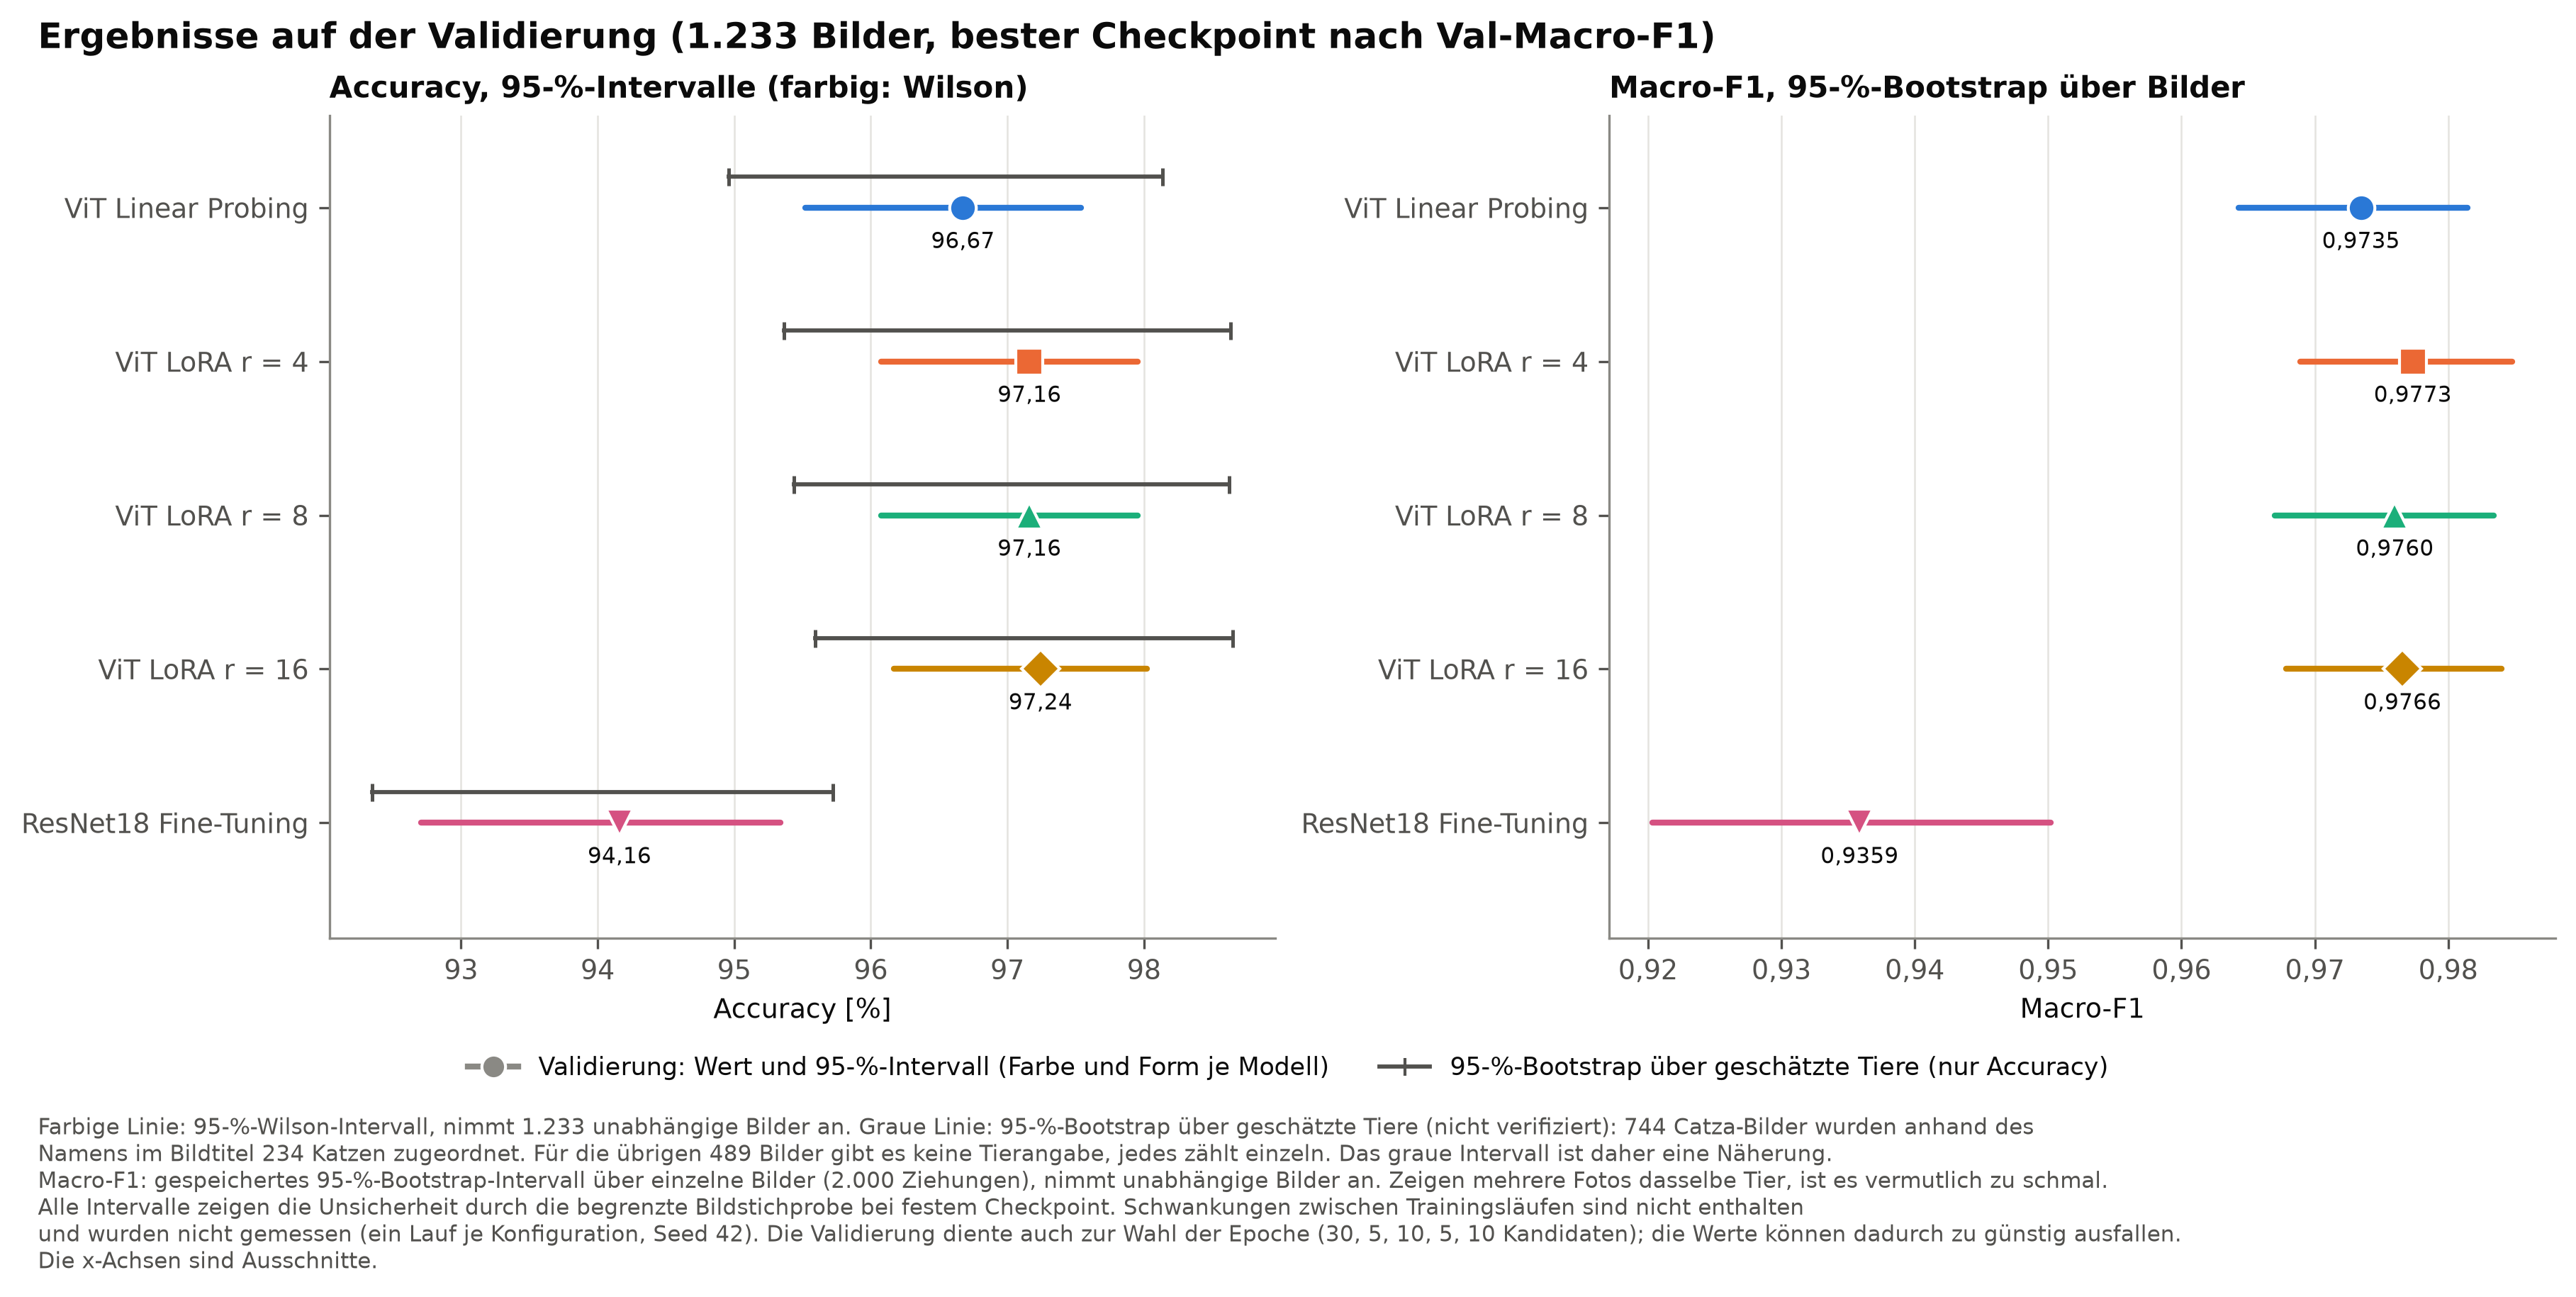 Ergebnisse auf der Validierung (1.233 Bilder, bester Checkpoint nach Val-Macro-F1)
Accuracy, 95-%-Intervalle (farbig: Wilson)
ViT Linear Probing
96,67
ViT LoRA r = 4
97,16
ViT LoRA r = 8
97,16
ViT LoRA r = 16
97,24
ResNet18 Fine-Tuning
94,16
93 94 95 96 97 98
Accuracy [%]
Macro-F1, 95-%-Bootstrap über Bilder
ViT Linear Probing
0,9735
ViT LoRA r = 4
0,9773
ViT LoRA r = 8
0,9760
ViT LoRA r = 16
0,9766
ResNet18 Fine-Tuning
0,9359
0,92 0,93 0,94 0,95 0,96 0,97 0,98
Macro-F1
Validierung: Wert und 95-%-Intervall (Farbe und Form je Modell)
95-%-Bootstrap über geschätzte Tiere (nur Accuracy)
Farbige Linie: 95-%-Wilson-Intervall, nimmt 1.233 unabhängige Bilder an. Graue Linie: 95-%-Bootstrap über geschätzte Tiere (nicht verifiziert): 744 Catza-Bilder wurden anhand des
Namens im Bildtitel 234 Katzen zugeordnet. Für die übrigen 489 Bilder gibt es keine Tierangabe, jedes zählt einzeln. Das graue Intervall ist daher eine Näherung.
Macro-F1: gespeichertes 95-%-Bootstrap-Intervall über einzelne Bilder (2.000 Ziehungen), nimmt unabhängige Bilder an. Zeigen mehrere Fotos dasselbe Tier, ist es vermutlich zu schmal.
Alle Intervalle zeigen die Unsicherheit durch die begrenzte Bildstichprobe bei festem Checkpoint. Schwankungen zwischen Trainingsläufen sind nicht enthalten
und wurden nicht gemessen (ein Lauf je Konfiguration, Seed 42). Die Validierung diente auch zur Wahl der Epoche (30, 5, 10, 5, 10 Kandidaten); die Werte können dadurch zu günstig ausfallen.
Die x-Achsen sind Ausschnitte.